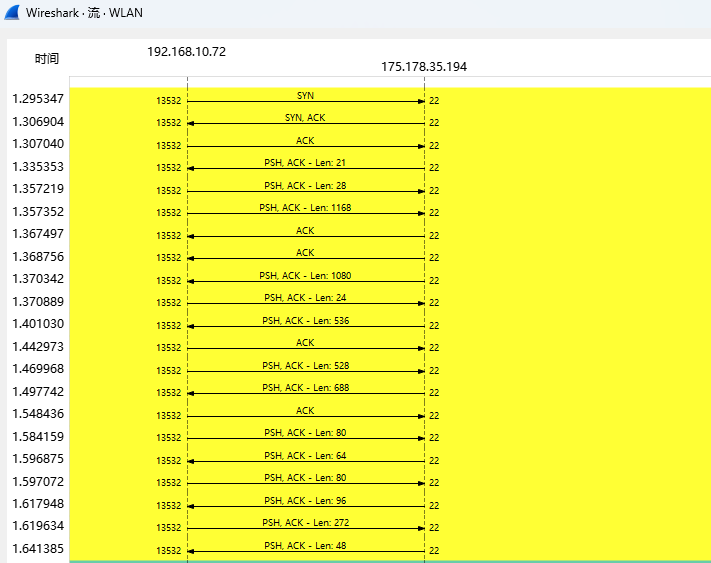 Wireshark · 流 · WLAN
时间
192.168.10.72
175.178.35.194
1.295347 13532 SYN 22
1.306904 13532 SYN, ACK 22
1.307040 13532 ACK 22
1.335353 13532 PSH, ACK - Len: 21 22
1.357219 13532 PSH, ACK - Len: 28 22
1.357352 13532 PSH, ACK - Len: 1168 22
1.367497 13532 ACK 22
1.368756 13532 ACK 22
1.370342 13532 PSH, ACK - Len: 1080 22
1.370889 13532 PSH, ACK - Len: 24 22
1.401030 13532 PSH, ACK - Len: 536 22
1.442973 13532 ACK 22
1.469968 13532 PSH, ACK - Len: 528 22
1.497742 13532 PSH, ACK - Len: 688 22
1.548436 13532 ACK 22
1.584159 13532 PSH, ACK - Len: 80 22
1.596875 13532 PSH, ACK - Len: 64 22
1.597072 13532 PSH, ACK - Len: 80 22
1.617948 13532 PSH, ACK - Len: 96 22
1.619634 13532 PSH, ACK - Len: 272 22
1.641385 13532 PSH, ACK - Len: 48 22